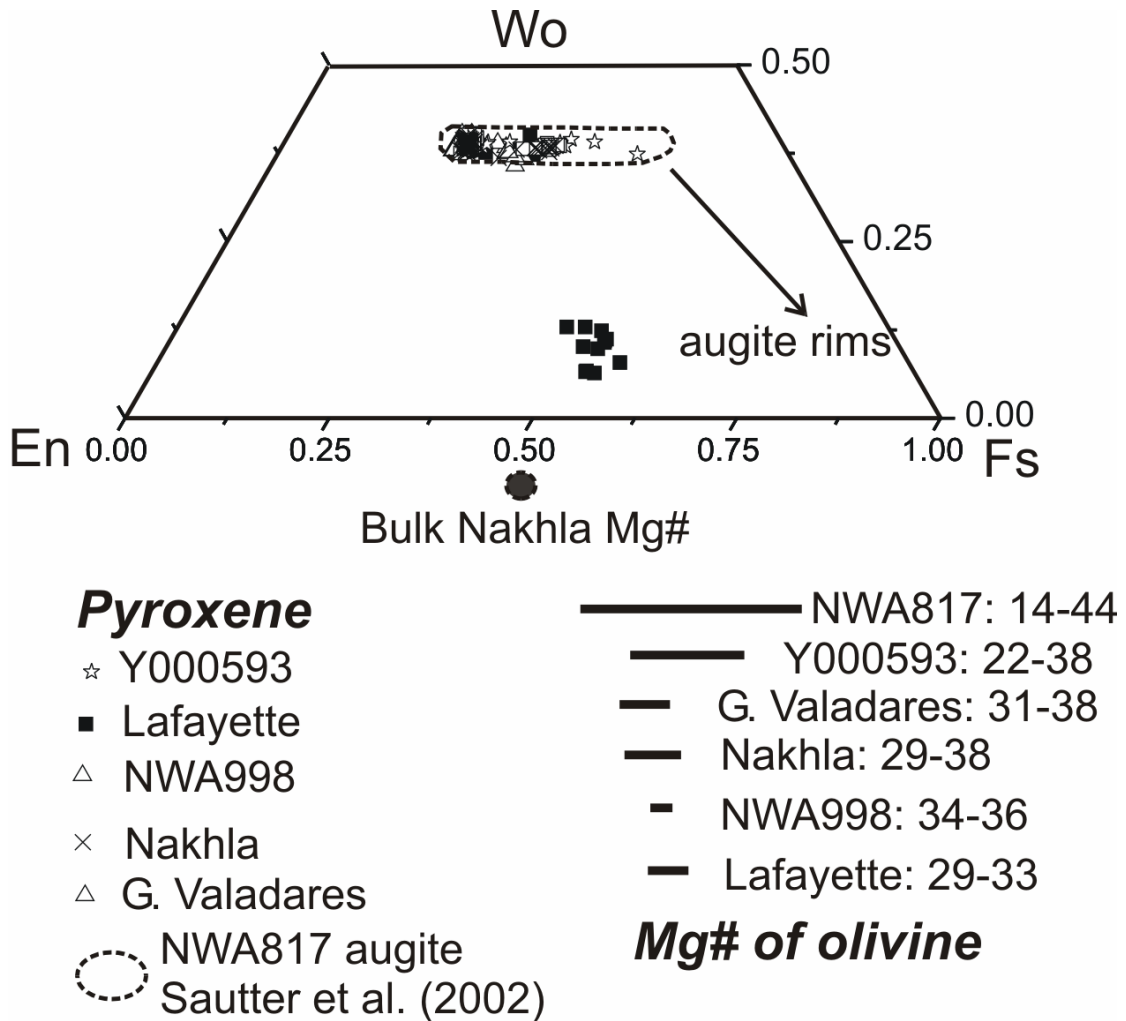 Wo
0.50
0.25
augite rims
0.00
En 0.00 0.25 0.50 0.75 1.00 Fs
Bulk Nakhla Mg#
Pyroxene
Y000593
Lafayette
NWA998
Nakhla
G. Valadares
NWA817 augite
Sautter et al. (2002)
NWA817: 14-44
Y000593: 22-38
G. Valadares: 31-38
Nakhla: 29-38
NWA998: 34-36
Lafayette: 29-33
Mg# of olivine